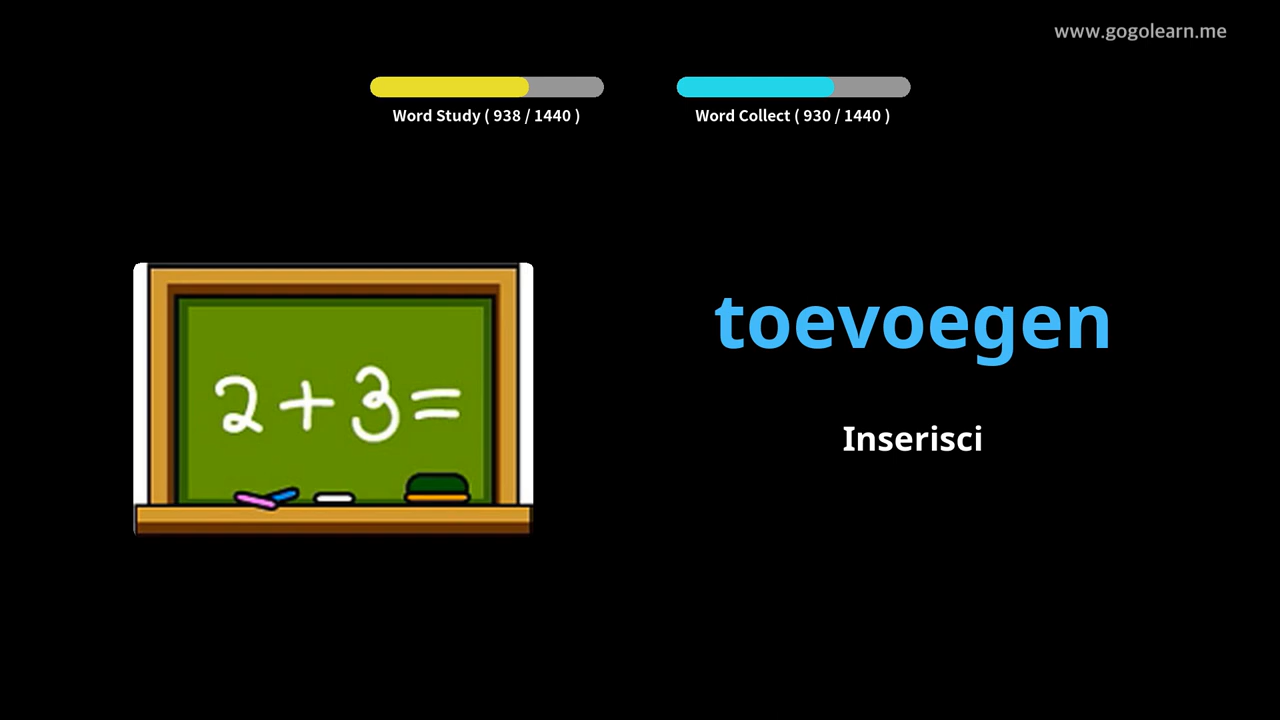 www.gogolearn.me
Word Study ( 938 / 1440 )
Word Collect ( 930 / 1440 )
2 + 3 =
toevoegen
Inserisci